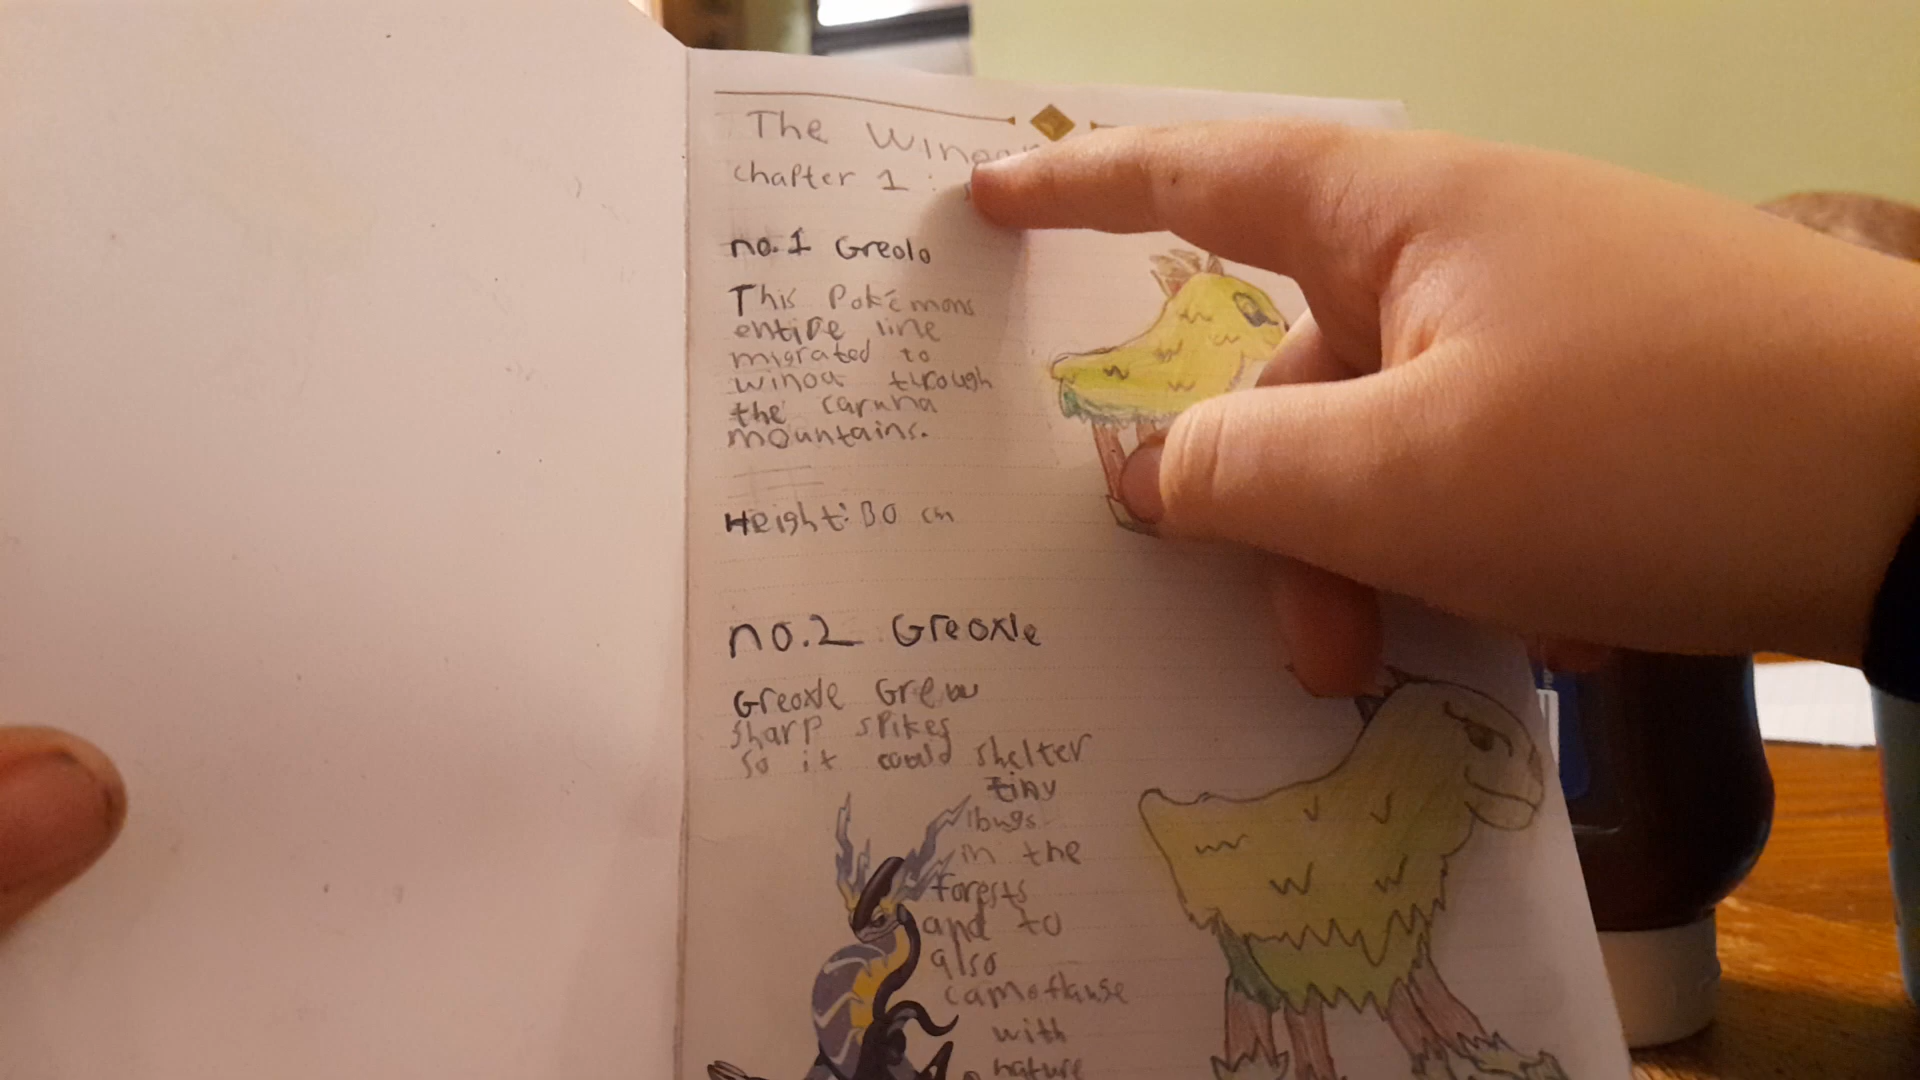 The
chapter 1 :
no.1 Greolo
This Pokémons
entire line
migrated to
winoa through
the caruna
mountains.
Height: 30 cm
no.2 Greoxle
Greoxle Grew
sharp spikes
so it could shelter
tiny
bugs
in the
forests
and to
also
camoflause
with
nature